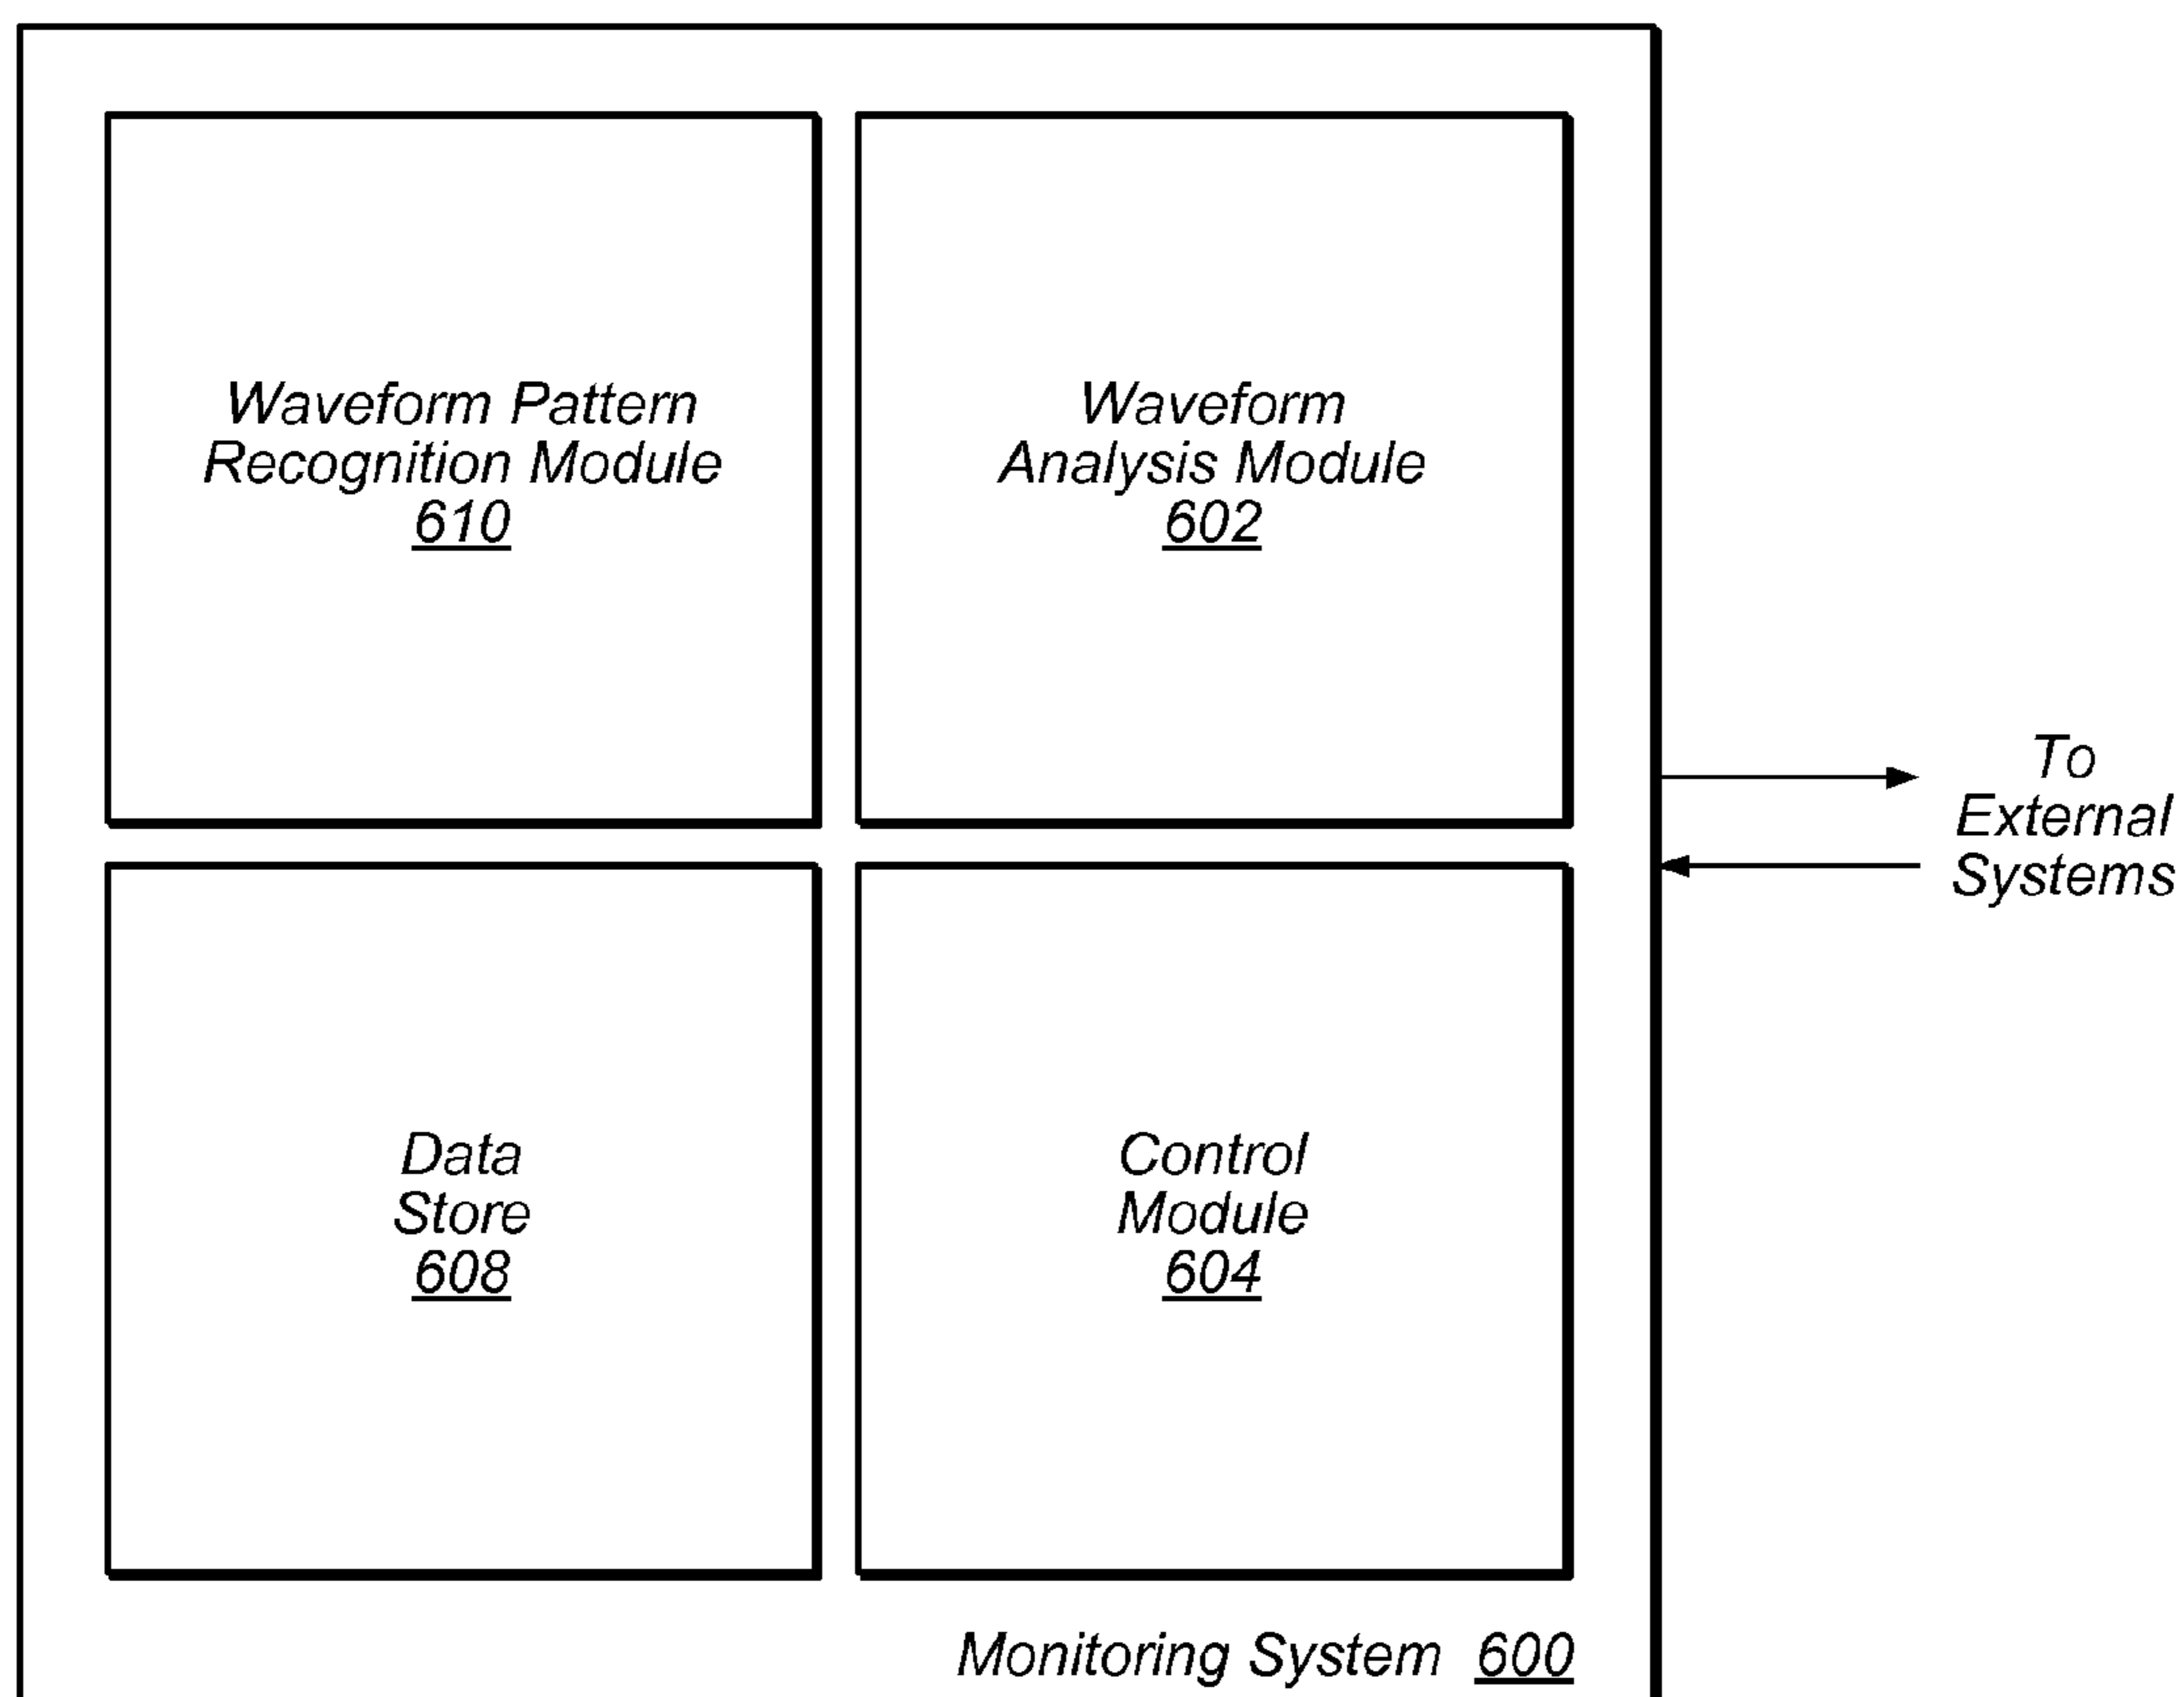 Waveform Pattern
Recognition Module
610
Waveform
Analysis Module
602
To
External
Systems
Data
Store
608
Control
Module
604
Monitoring System 600